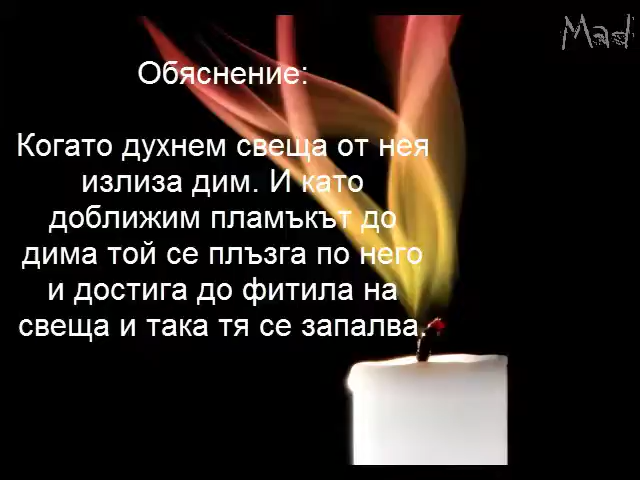 Mad
Обяснение:
Когато духнем свеща от нея
излиза дим. И като
доближим пламъкът до
дима той се плъзга по него
и достига до фитила на
свеща и така тя се запалва.